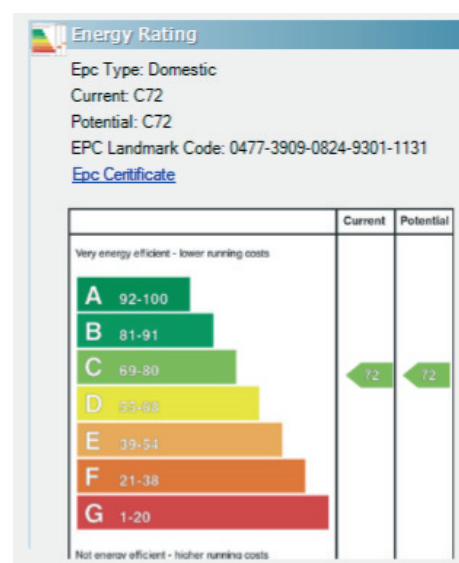 Energy Rating
Epc Type: Domestic
Current: C72
Potential: C72
EPC Landmark Code: 0477-3909-0824-9301-1131
Epc Ceritificate
Current Potential
Very energy efficient - lower running costs
A 92-100
B 81-91
C 69-80 72 72
D 55-68
E 39-54
F 21-38
G 1-20
Not energy efficient - higher running costs